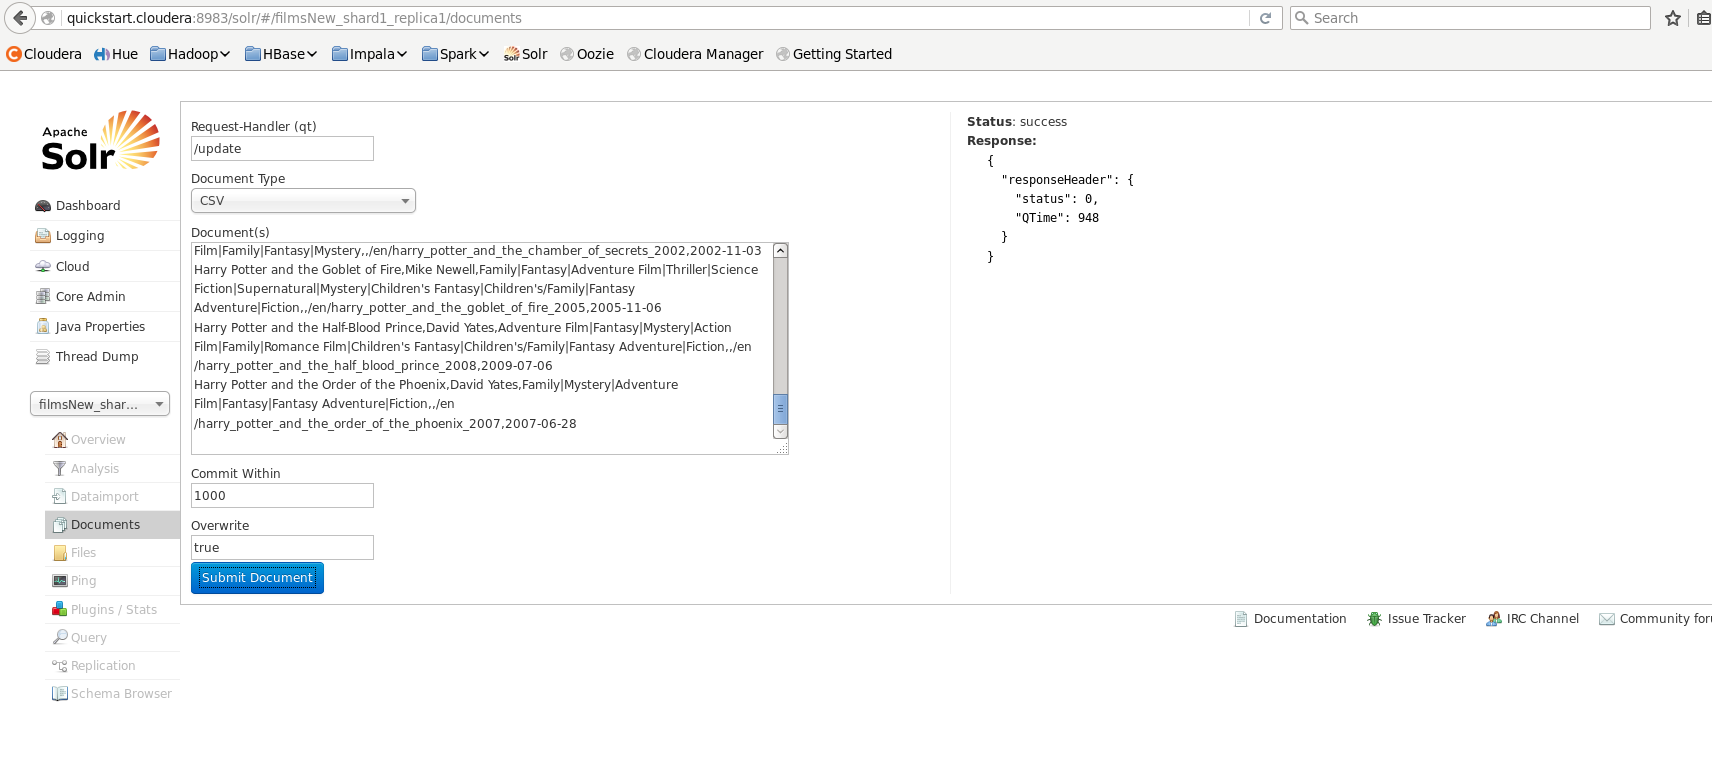 quickstart.cloudera:8983/solr/#/filmsNew_shard1_replica1/documents
Search
Cloudera Hue Hadoop HBase Impala Spark Solr Oozie Cloudera Manager Getting Started
Apache
Solr
Dashboard
Logging
Cloud
Core Admin
Java Properties
Thread Dump
filmsNew_shar...
Overview
Analysis
Dataimport
Documents
Files
Ping
Plugins / Stats
Query
Replication
Schema Browser
Request-Handler (qt)
/update
Document Type
CSV
Document(s)
Film|Family|Fantasy|Mystery,,/en/harry_potter_and_the_chamber_of_secrets_2002,2002-11-03
Harry Potter and the Goblet of Fire,Mike Newell,Family|Fantasy|Adventure Film|Thriller|Science
Fiction|Supernatural|Mystery|Children's Fantasy|Children's/Family|Fantasy
Adventure|Fiction,,/en/harry_potter_and_the_goblet_of_fire_2005,2005-11-06
Harry Potter and the Half-Blood Prince,David Yates,Adventure Film|Fantasy|Mystery|Action
Film|Family|Romance Film|Children's Fantasy|Children's/Family|Fantasy Adventure|Fiction,,/en
/harry_potter_and_the_half_blood_prince_2008,2009-07-06
Harry Potter and the Order of the Phoenix,David Yates,Family|Mystery|Adventure
Film|Fantasy|Fantasy Adventure|Fiction,,/en
/harry_potter_and_the_order_of_the_phoenix_2007,2007-06-28
Commit Within
1000
Overwrite
true
Submit Document
Status: success
Response:
{
"responseHeader": {
"status": 0,
"QTime": 948
}
}
Documentation Issue Tracker IRC Channel Community foru